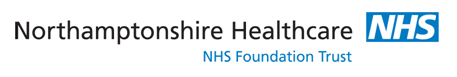 Northamptonshire Healthcare NHS
NHS Foundation Trust